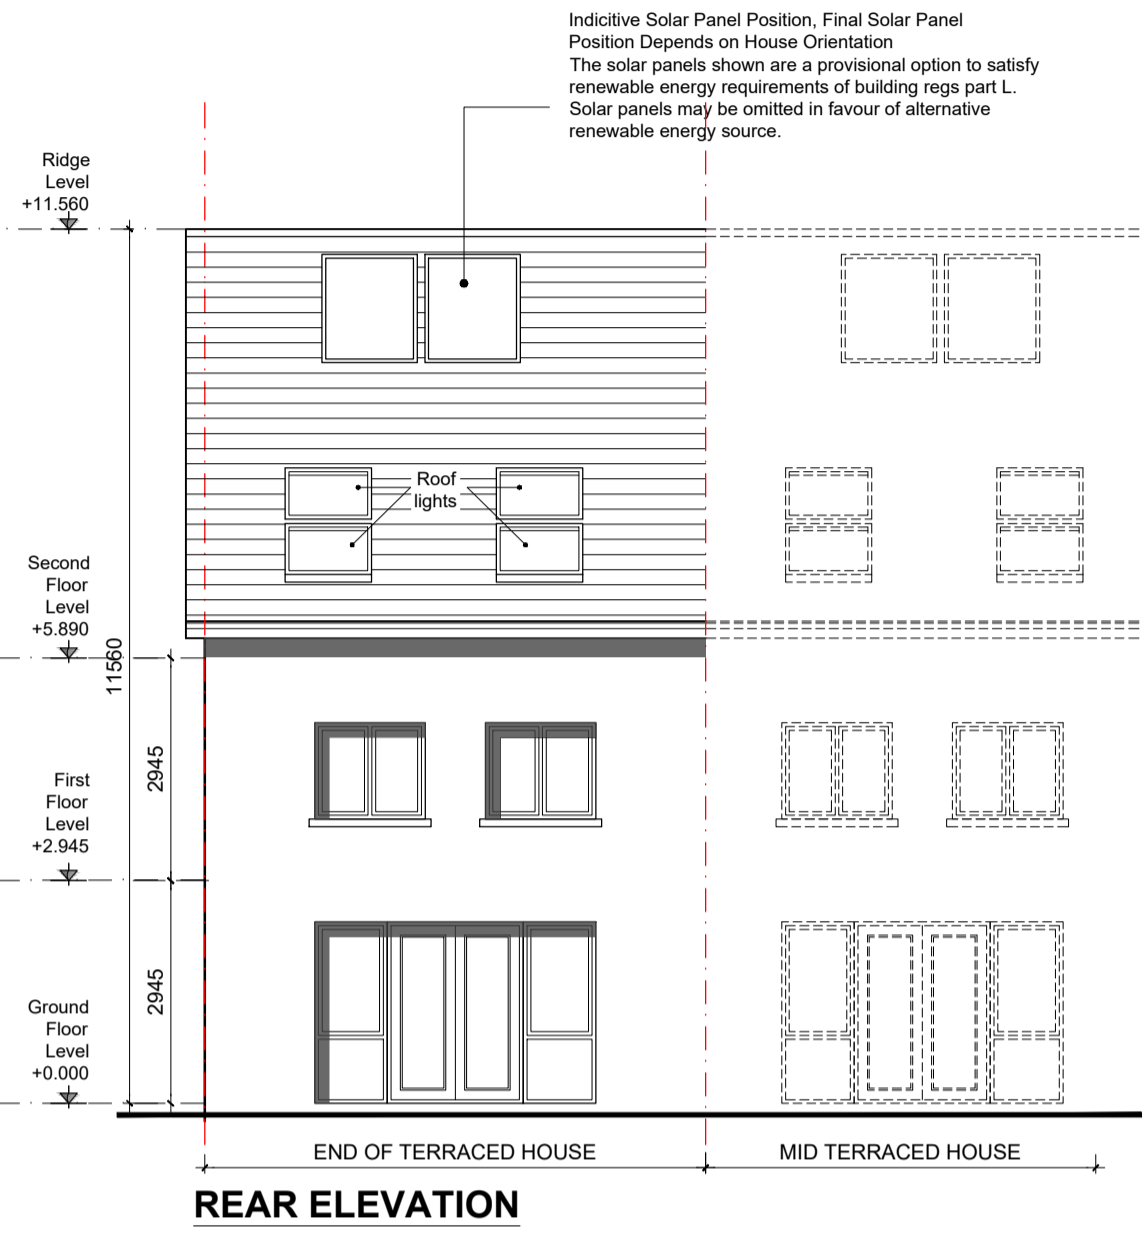 Indicitive Solar Panel Position, Final Solar Panel
Position Depends on House Orientation
The solar panels shown are a provisional option to satisfy
renewable energy requirements of building regs part L.
Solar panels may be omitted in favour of alternative
renewable energy source.
Ridge
Level
+11.560
Roof
lights
Second
Floor
Level
+5.890
11560
2945
First
Floor
Level
+2.945
2945
Ground
Floor
Level
+0.000
END OF TERRACED HOUSE
MID TERRACED HOUSE
REAR ELEVATION